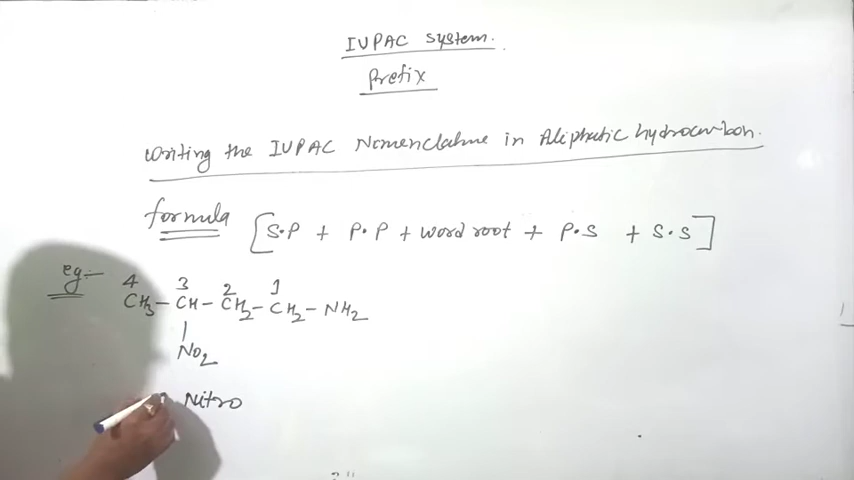 IUPAC System.
Prefix
Writing the IUPAC Nomenclature in Aliphatic hydrocarbon.
formula [S.P + P.P + word root + P.S + S.S]
eg:-
4 3 2 1
CH3 - CH - CH2 - CH2 - NH2
|
NO2
Nitro